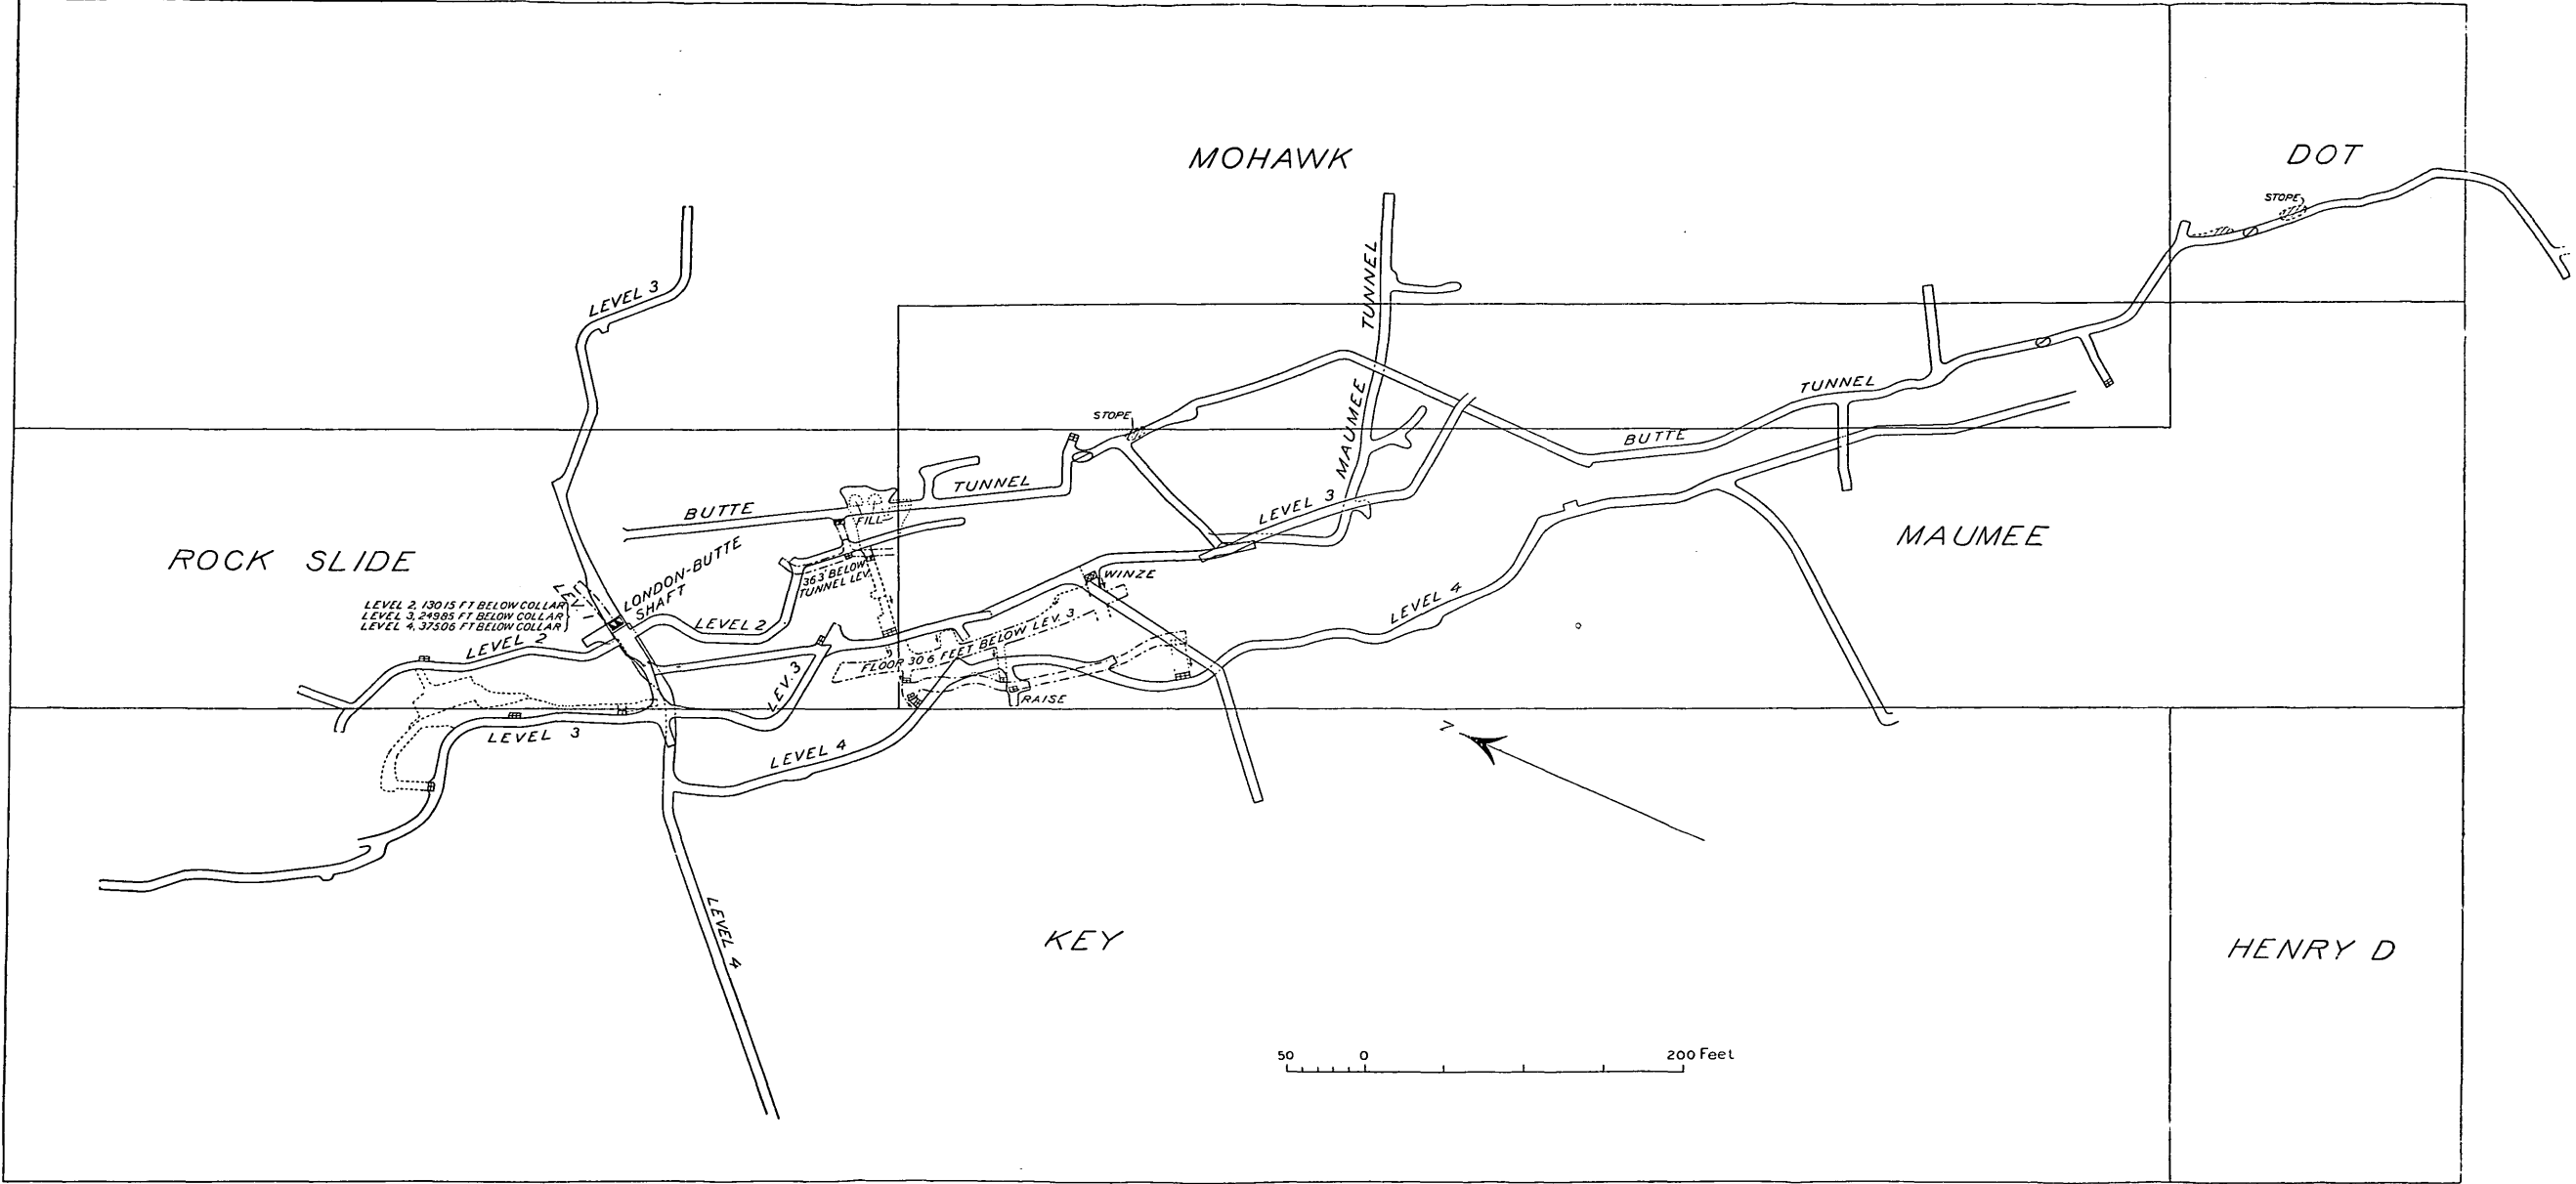 MOHAWK
DOT
STOPE
LEVEL 3
TUNNEL
MAUMEE
STOPE
TUNNEL
BUTTE
TUNNEL
BUTTE
FILL
LEVEL 3
MAUMEE
ROCK SLIDE
LONDON-BUTTE
SHAFT
36.3 BELOW
TUNNEL LEV.
WINZE
LEVEL 2, 130.15 FT BELOW COLLAR
LEVEL 3, 249.85 FT BELOW COLLAR
LEVEL 4, 375.06 FT BELOW COLLAR
LEVEL 2
LEVEL 2
LEVEL 4
FLOOR 30.6 FEET BELOW LEV. 3
LEV. 3
RAISE
LEVEL 3
LEVEL 4
N
LEVEL 4
KEY
HENRY D
50 0 200 Feet